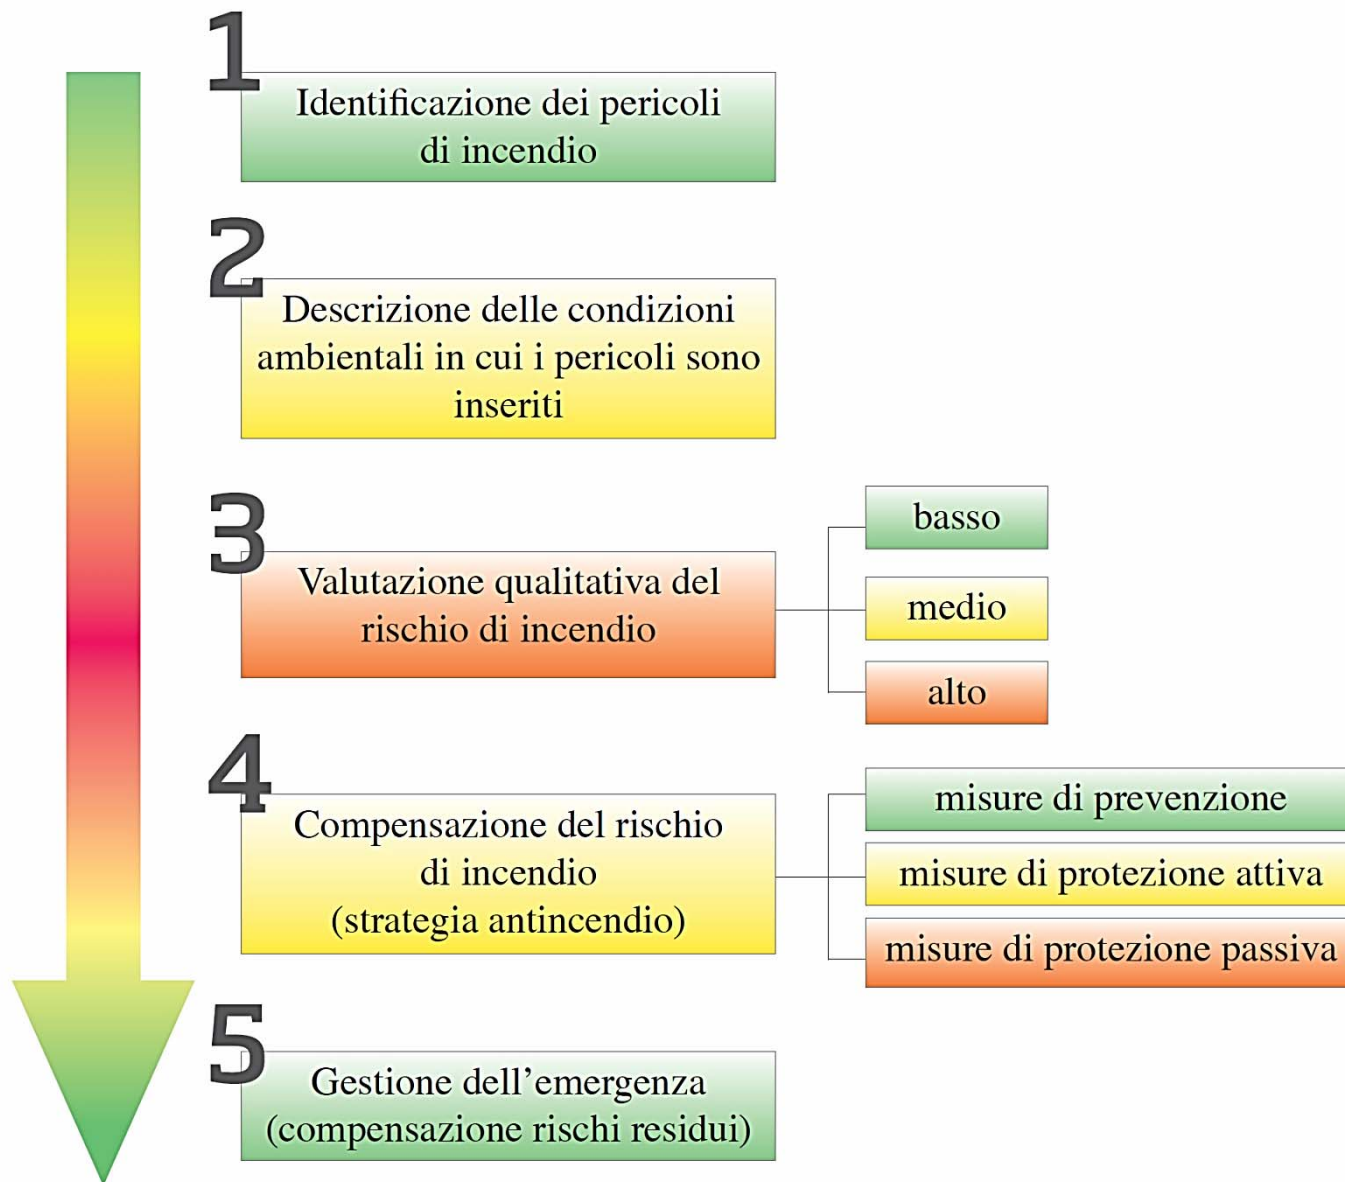 1
Identificazione dei pericoli
di incendio
2
Descrizione delle condizioni
ambientali in cui i pericoli sono
inseriti
3
Valutazione qualitativa del
rischio di incendio
basso
medio
alto
4
Compensazione del rischio
di incendio
(strategia antincendio)
misure di prevenzione
misure di protezione attiva
misure di protezione passiva
5
Gestione dell’emergenza
(compensazione rischi residui)